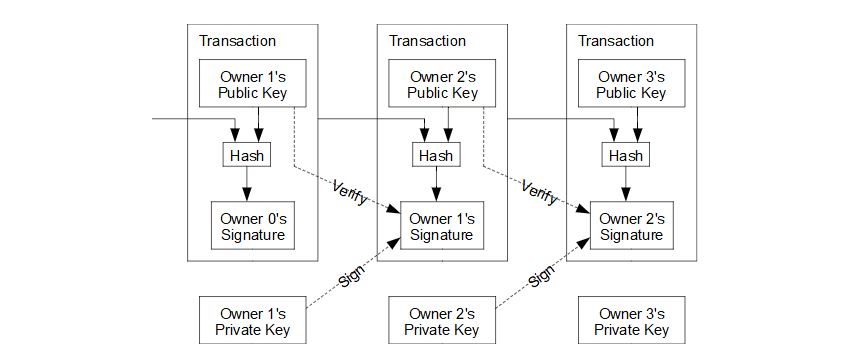 Transaction
Owner 1's
Public Key
Hash
Owner 0's
Signature
Transaction
Owner 2's
Public Key
Hash
Verify
Owner 1's
Signature
Sign
Transaction
Owner 3's
Public Key
Hash
Verify
Owner 2's
Signature
Sign
Owner 1's
Private Key
Owner 2's
Private Key
Owner 3's
Private Key